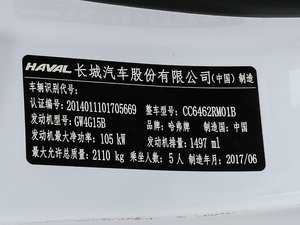 HAVAL 长城汽车股份有限公司(中国) 制造
车辆识别代号:
认证编号: 2014011101705669 整车型号: CC6462RM01B
发动机型号: GW4G15B 品牌: 哈弗牌 制造国: 中国
发动机最大净功率: 105 kW 发动机排量: 1497 ml
最大允许总质量: 2110 kg 乘坐人数: 5 人 制造年月: 2017/06